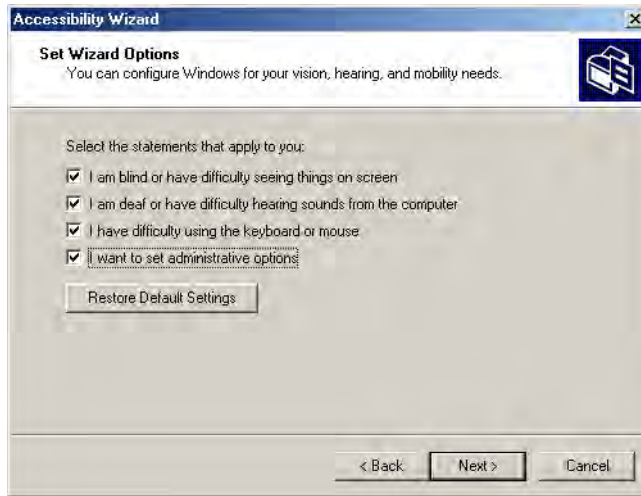 Accessibility Wizard
Set Wizard Options
You can configure Windows for your vision, hearing, and mobility needs.
Select the statements that apply to you:
I am blind or have difficulty seeing things on screen
I am deaf or have difficulty hearing sounds from the computer
I have difficulty using the keyboard or mouse
I want to set administrative options
Restore Default Settings
< Back Next > Cancel